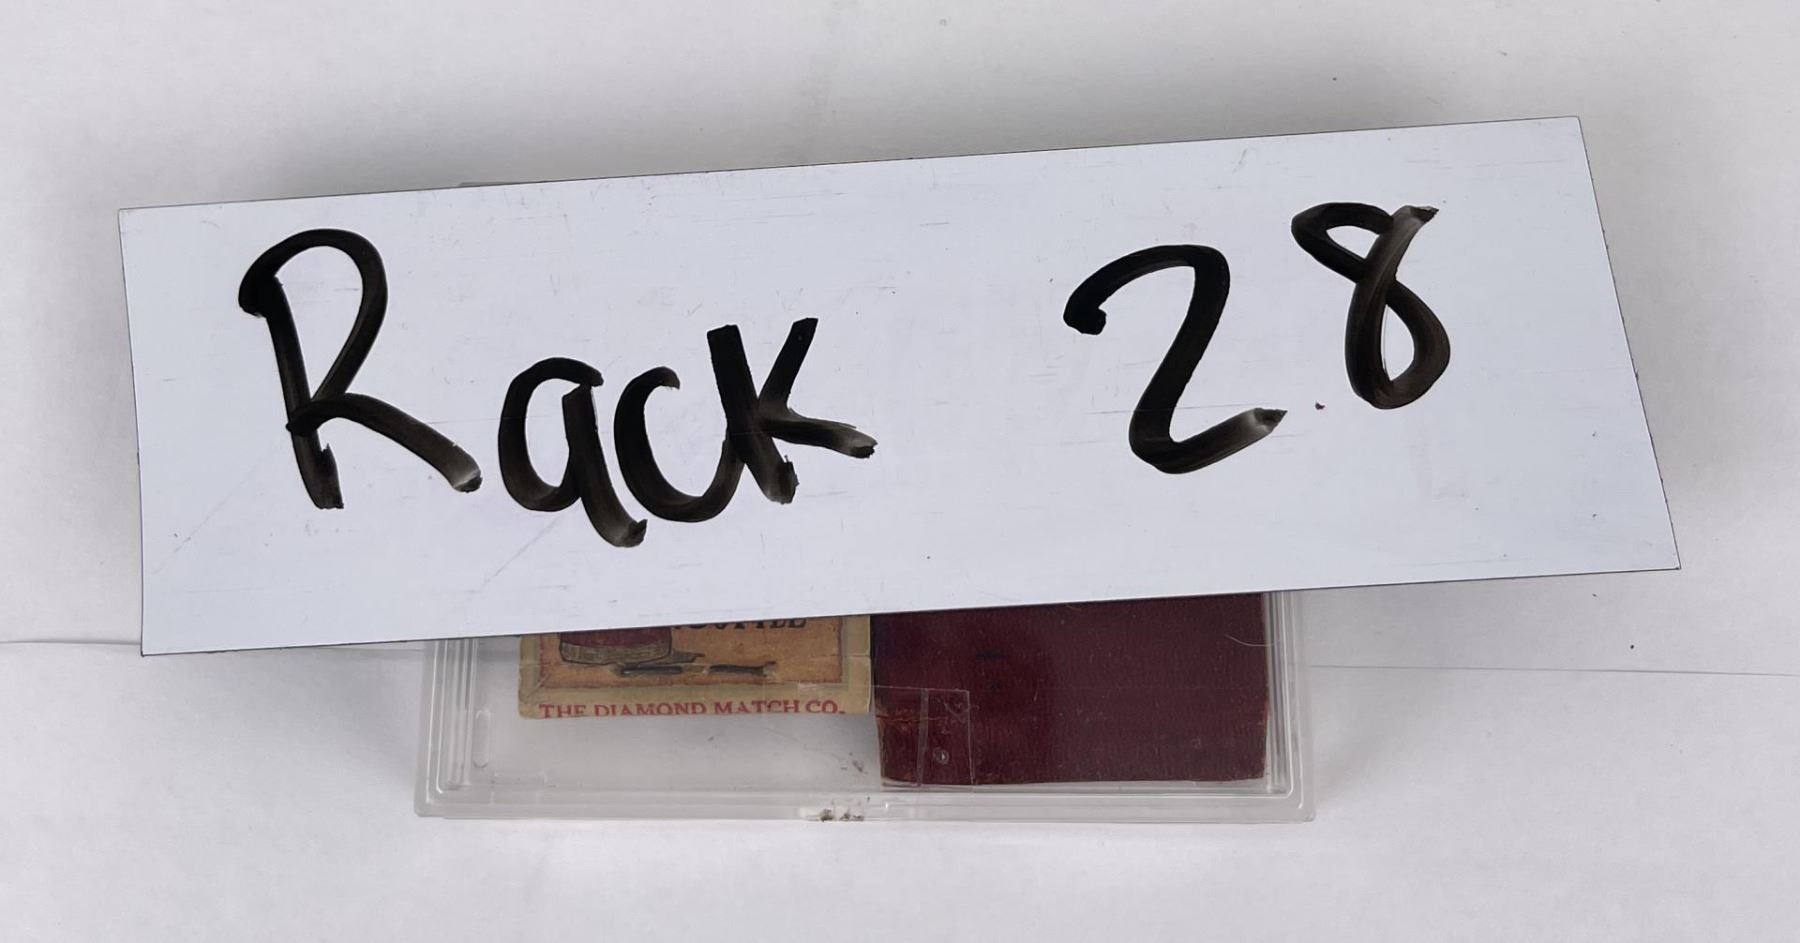 Rack 28
THE DIAMOND MATCH CO.